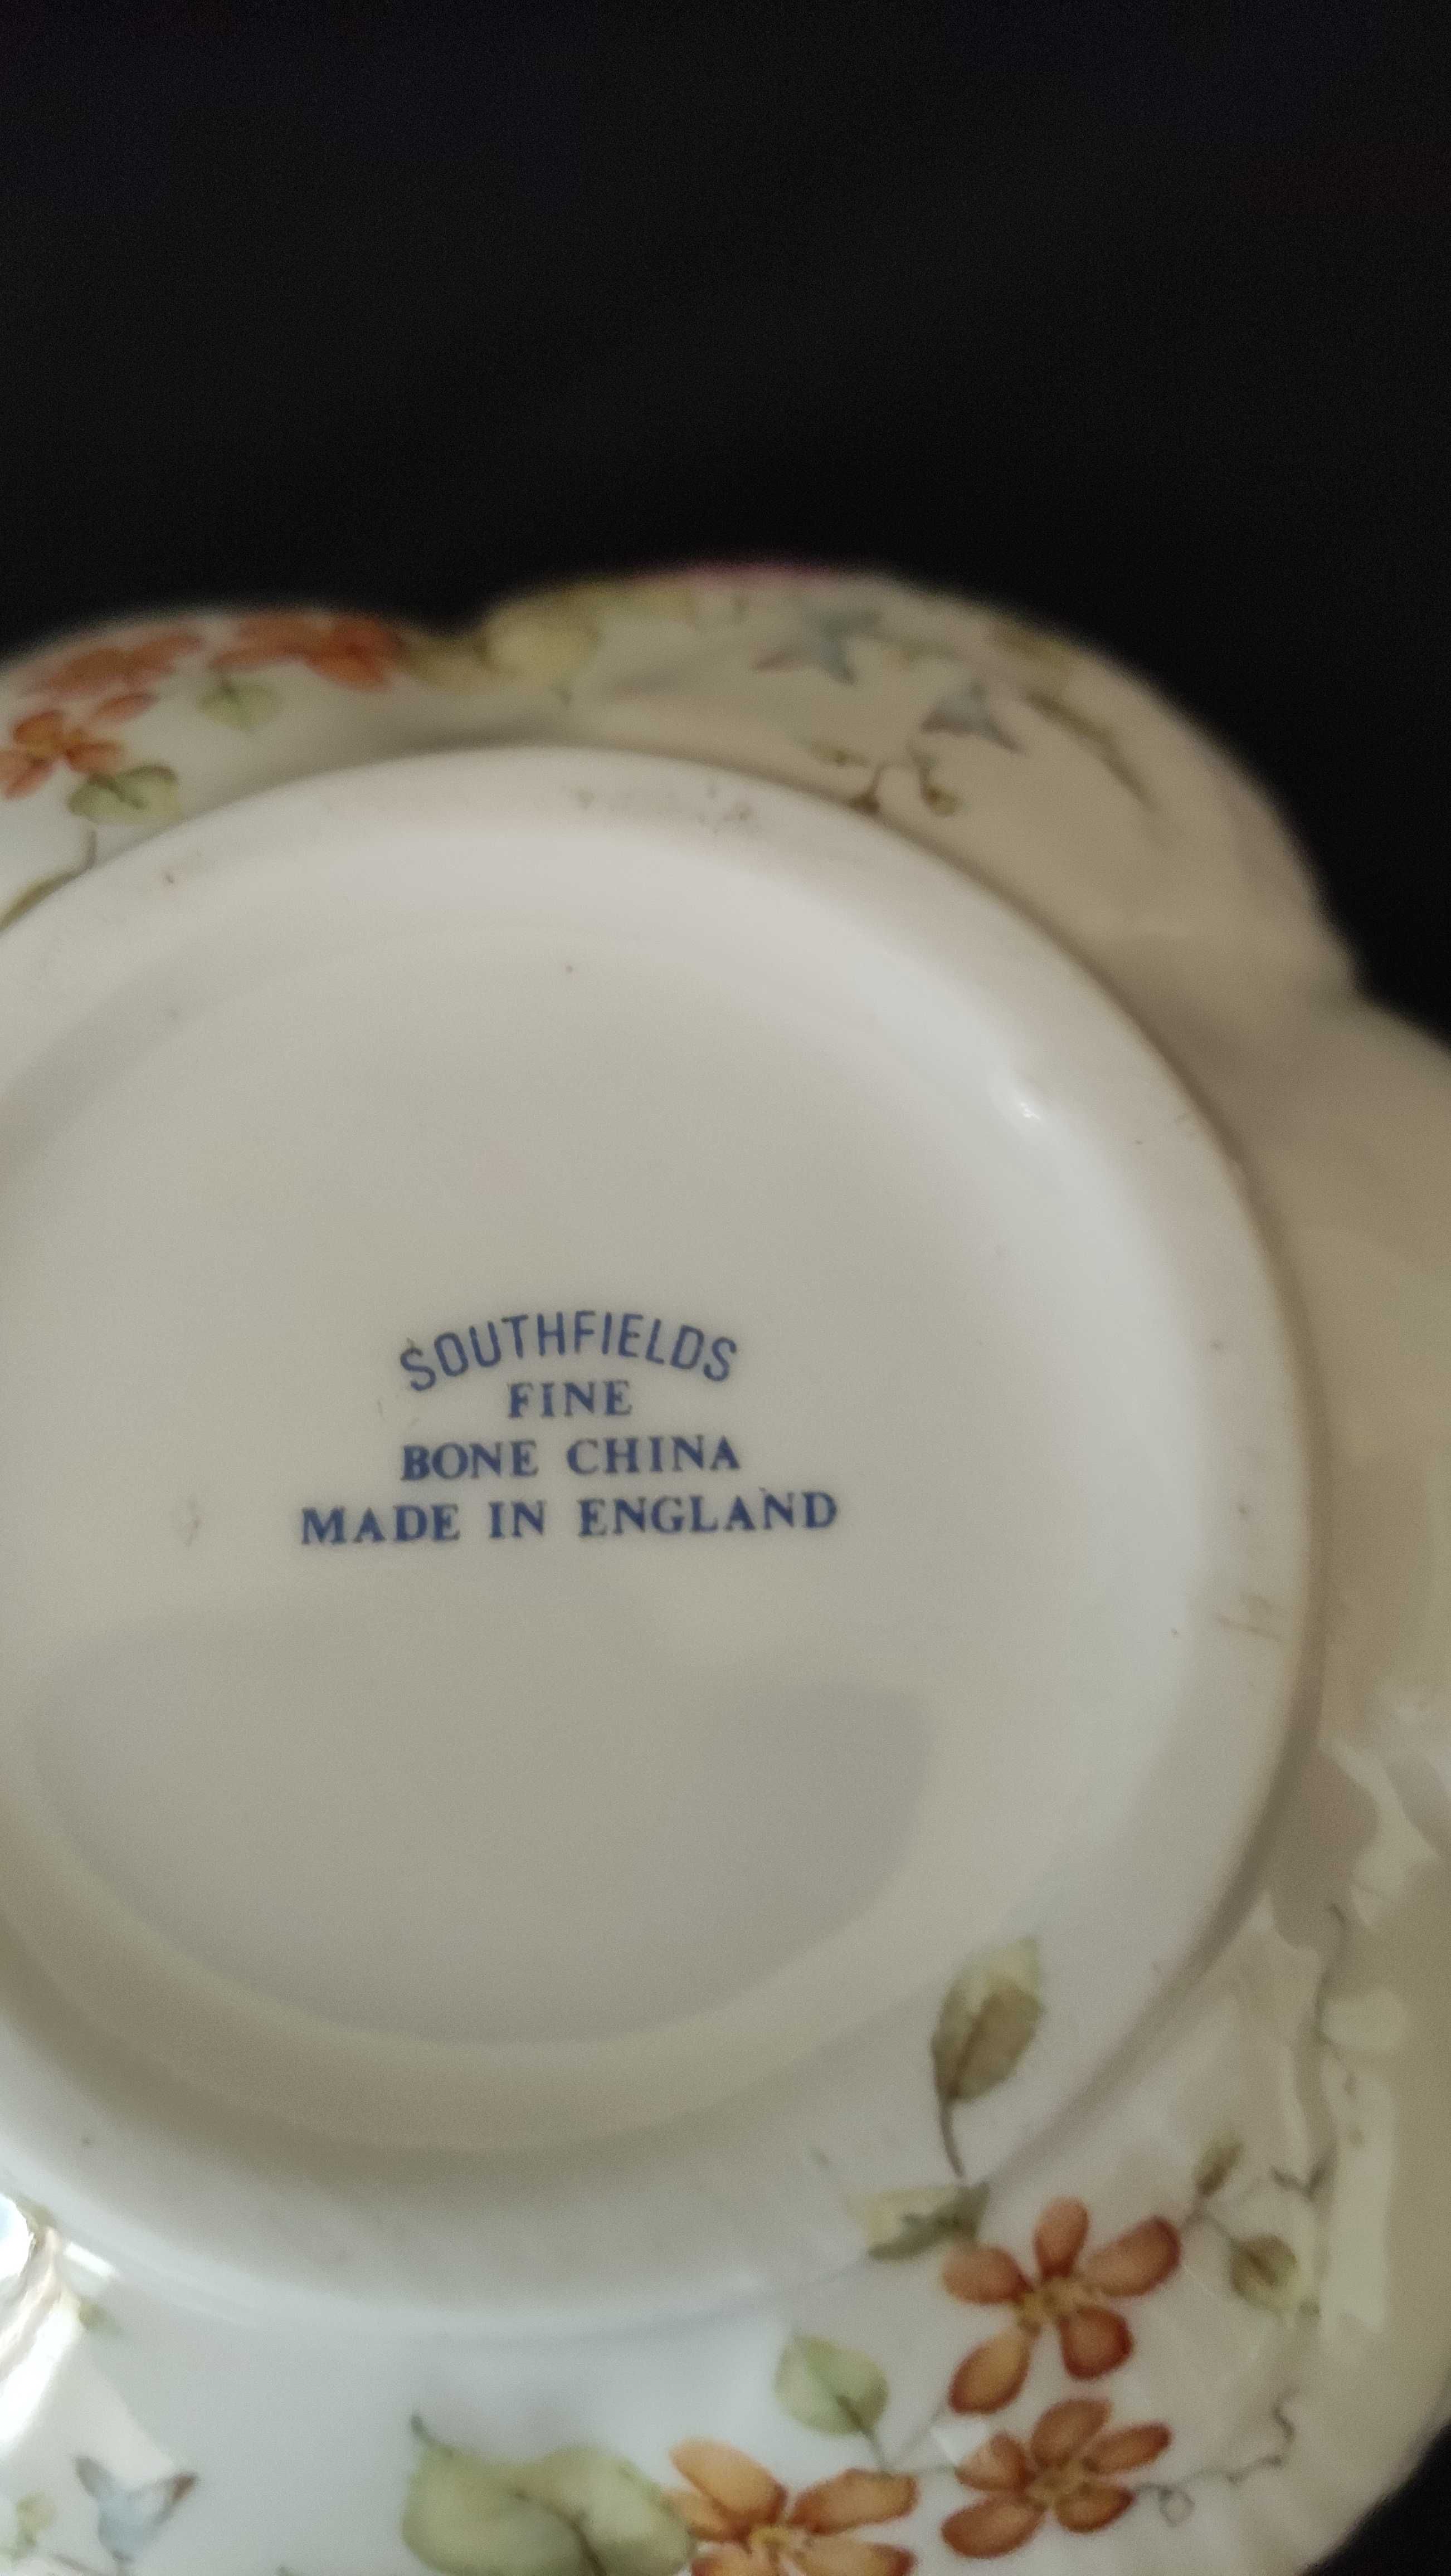 SOUTHFIELDS
FINE
BONE CHINA
MADE IN ENGLAND